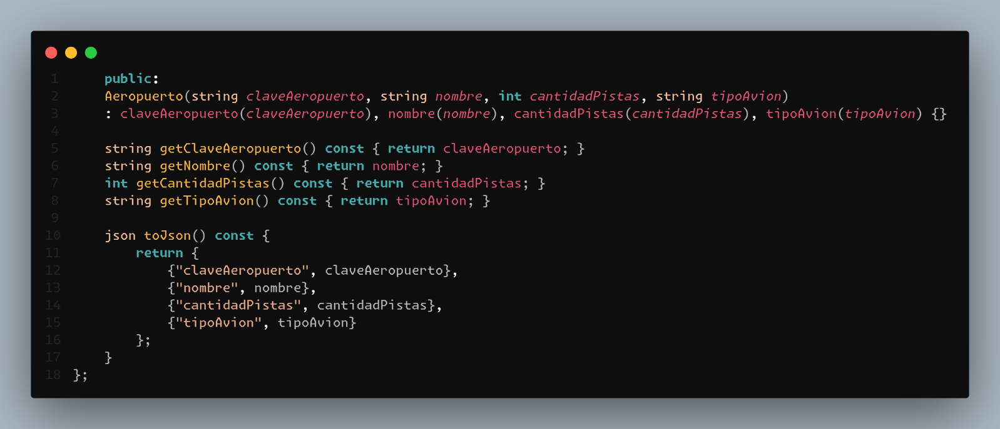 1 public:
2 Aeropuerto(string claveAeropuerto, string nombre, int cantidadPistas, string tipoAvion)
3 : claveAeropuerto(claveAeropuerto), nombre(nombre), cantidadPistas(cantidadPistas), tipoAvion(tipoAvion) {}
4
5 string getClaveAeropuerto() const { return claveAeropuerto; }
6 string getNombre() const { return nombre; }
7 int getCantidadPistas() const { return cantidadPistas; }
8 string getTipoAvion() const { return tipoAvion; }
9
10 json toJson() const {
11 return {
12 {"claveAeropuerto", claveAeropuerto},
13 {"nombre", nombre},
14 {"cantidadPistas", cantidadPistas},
15 {"tipoAvion", tipoAvion}
16 };
17 }
18 };